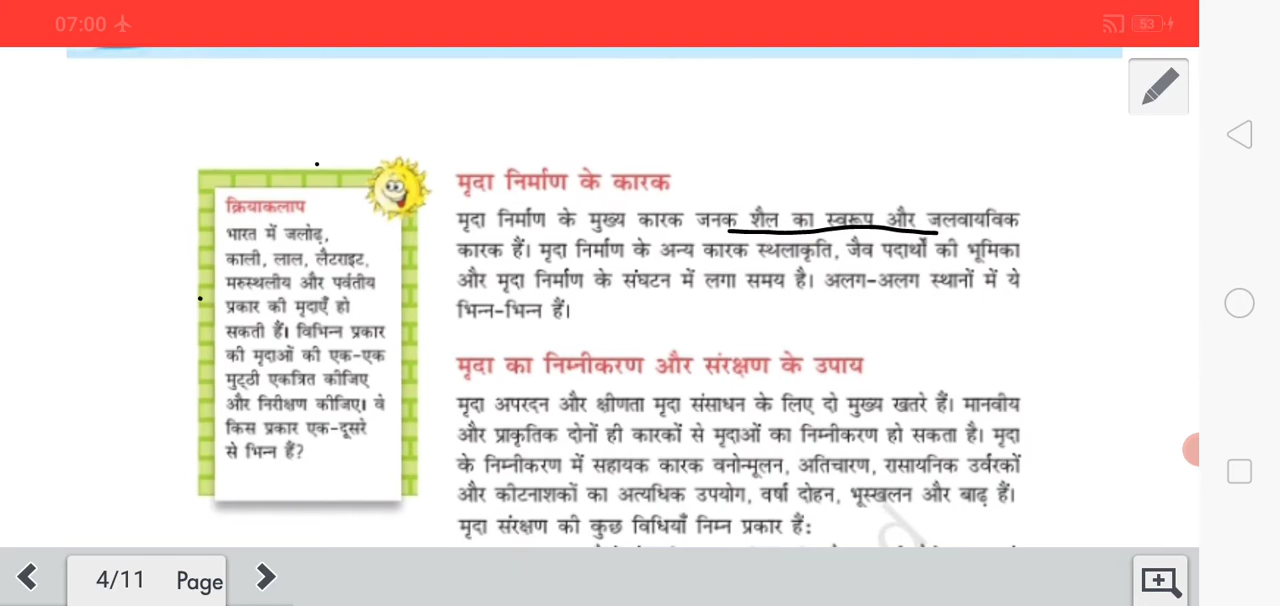 07:00
53
क्रियाकलाप
भारत में जलोढ़,
काली, लाल, लैटराइट,
मरुस्थलीय और पर्वतीय
प्रकार की मृदाएँ हो
सकती हैं। विभिन्न प्रकार
की मृदाओं की एक-एक
मुट्ठी एकत्रित कीजिए
और निरीक्षण कीजिए। वे
किस प्रकार एक-दूसरे
से भिन्न हैं?
मृदा निर्माण के कारक
मृदा निर्माण के मुख्य कारक जनक शैल का स्वरूप और जलवायविक
कारक हैं। मृदा निर्माण के अन्य कारक स्थलाकृति, जैव पदार्थों की भूमिका
और मृदा निर्माण के संघटन में लगा समय है। अलग-अलग स्थानों में ये
भिन्न-भिन्न हैं।
मृदा का निम्नीकरण और संरक्षण के उपाय
मृदा अपरदन और क्षीणता मृदा संसाधन के लिए दो मुख्य खतरे हैं। मानवीय
और प्राकृतिक दोनों ही कारकों से मृदाओं का निम्नीकरण हो सकता है। मृदा
के निम्नीकरण में सहायक कारक वनोन्मूलन, अतिचारण, रासायनिक उर्वरकों
और कीटनाशकों का अत्यधिक उपयोग, वर्षा दोहन, भूस्खलन और बाढ़ हैं।
मृदा संरक्षण की कुछ विधियाँ निम्न प्रकार हैं:
4/11 Page